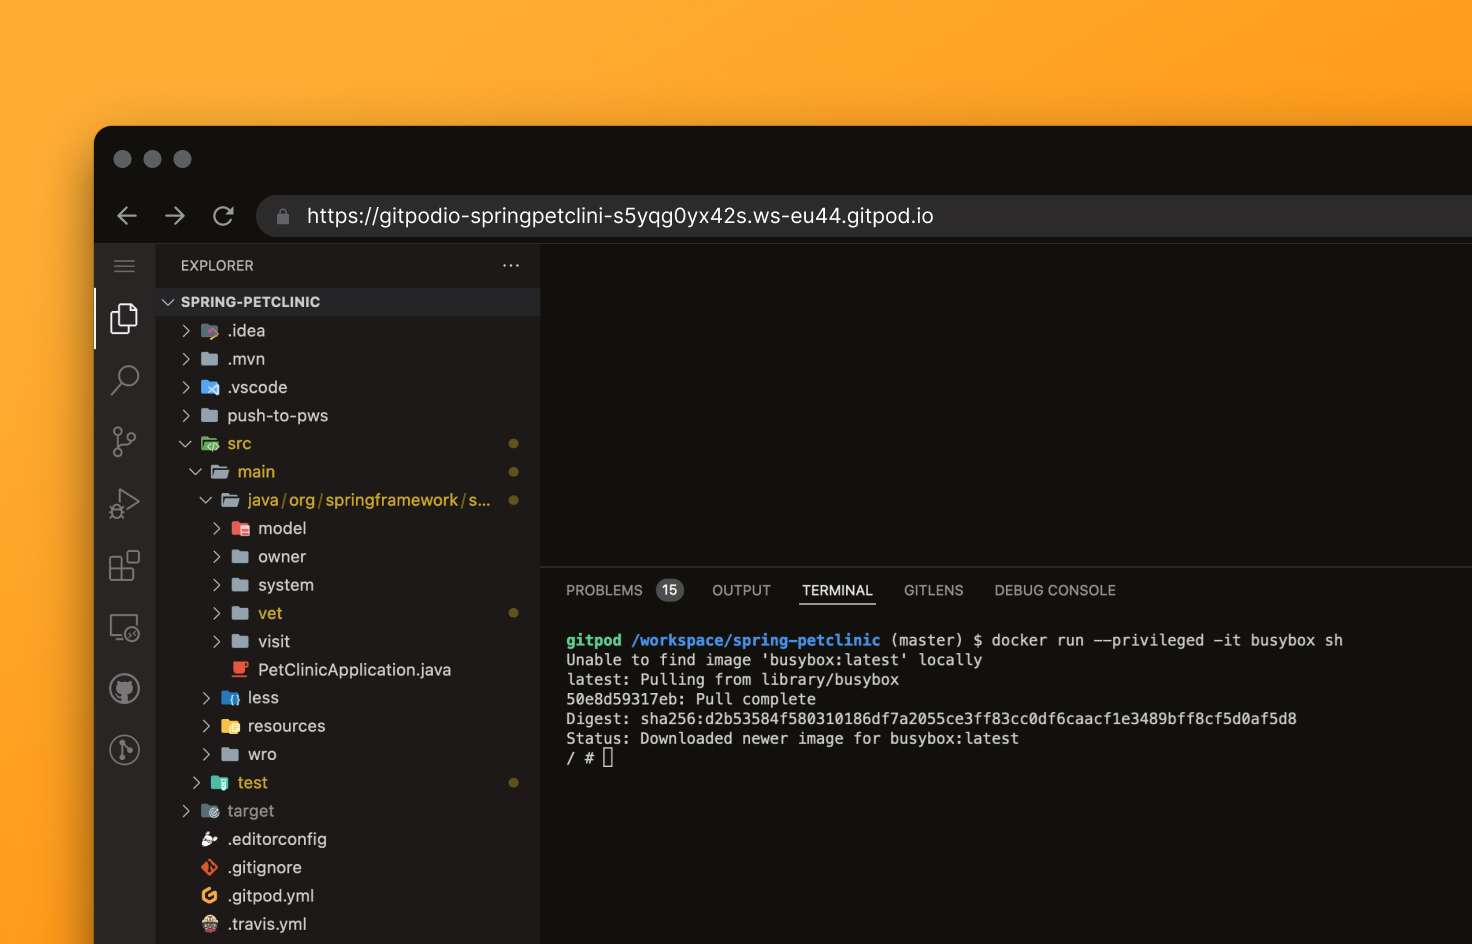 https://gitpodio-springpetclini-s5yqg0yx42s.ws-eu44.gitpod.io
EXPLORER
SPRING-PETCLINIC
.idea
.mvn
.vscode
push-to-pws
src
main
java/org/springframework/s...
model
owner
system
vet
visit
PetClinicApplication.java
less
resources
wro
test
target
.editorconfig
.gitignore
.gitpod.yml
.travis.yml
PROBLEMS 15 OUTPUT TERMINAL GITLENS DEBUG CONSOLE
gitpod /workspace/spring-petclinic (master) $ docker run --privileged -it busybox sh
Unable to find image 'busybox:latest' locally
latest: Pulling from library/busybox
50e8d59317eb: Pull complete
Digest: sha256:d2b53584f580310186df7a2055ce3ff83cc0df6caacf1e3489bff8cf5d0af5d8
Status: Downloaded newer image for busybox:latest
/ #